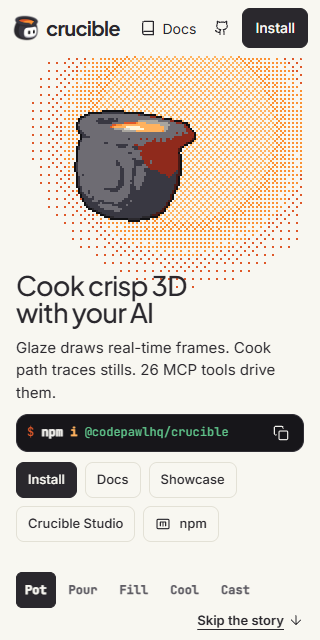 crucible Docs Install
Cook crisp 3D
with your AI
Glaze draws real-time frames. Cook
path traces stills. 26 MCP tools drive
them.
$ npm i @codepawlhq/crucible
Install Docs Showcase
Crucible Studio npm
Pot Pour Fill Cool Cast
Skip the story ↓